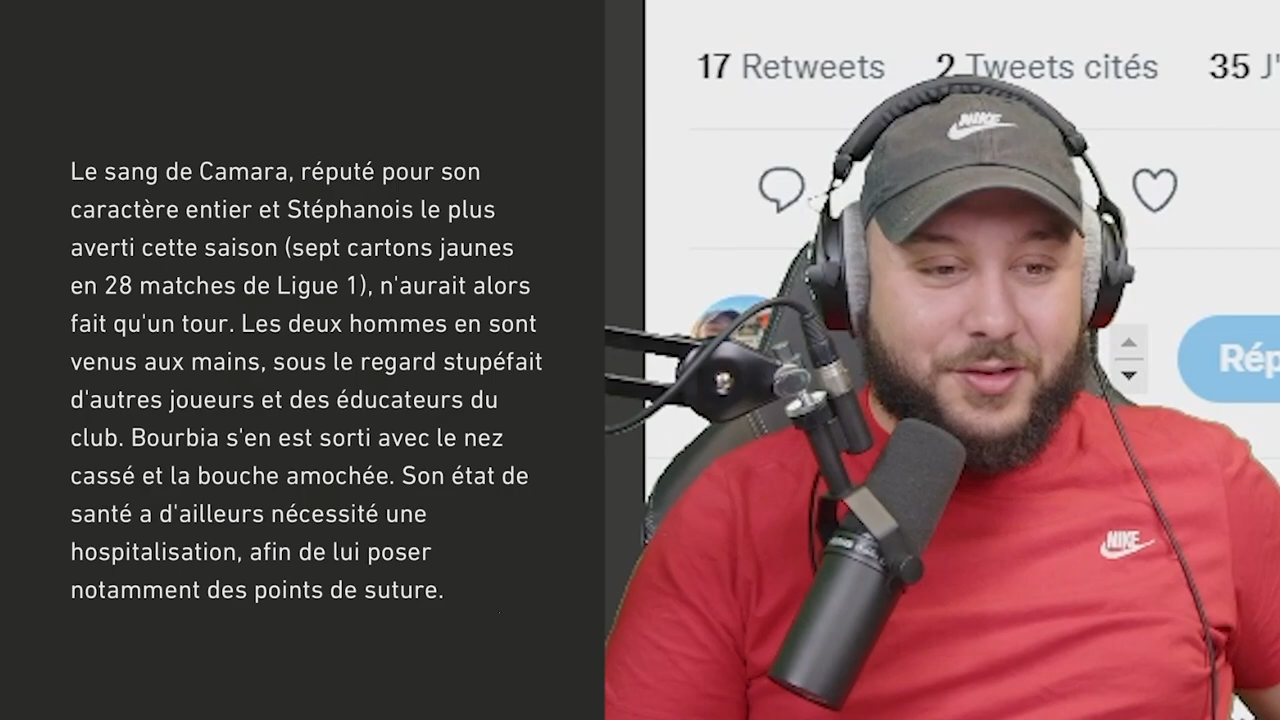 Le sang de Camara, réputé pour son
caractère entier et Stéphanois le plus
averti cette saison (sept cartons jaunes
en 28 matches de Ligue 1), n'aurait alors
fait qu'un tour. Les deux hommes en sont
venus aux mains, sous le regard stupéfait
d'autres joueurs et des éducateurs du
club. Bourbia s'en est sorti avec le nez
cassé et la bouche amochée. Son état de
santé a d'ailleurs nécessité une
hospitalisation, afin de lui poser
notamment des points de suture.
17 Retweets 2 Tweets cités 35 J'
NIKE
Rép
NIKE